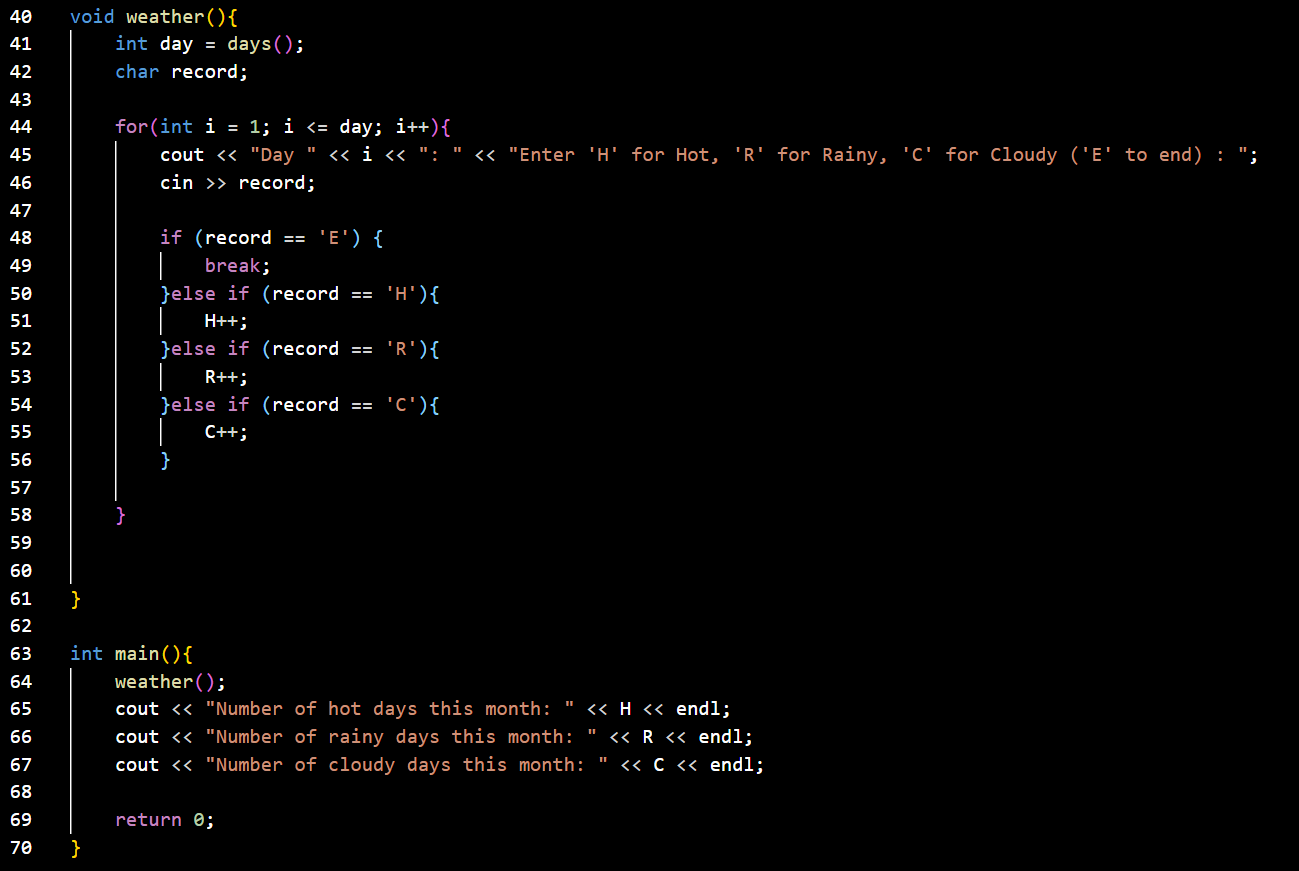 40 void weather(){
41     int day = days();
42     char record;
43
44     for(int i = 1; i <= day; i++){
45         cout << "Day " << i << ": " << "Enter 'H' for Hot, 'R' for Rainy, 'C' for Cloudy ('E' to end) : ";
46         cin >> record;
47
48         if (record == 'E') {
49             break;
50         }else if (record == 'H'){
51             H++;
52         }else if (record == 'R'){
53             R++;
54         }else if (record == 'C'){
55             C++;
56         }
57
58     }
59
60
61 }
62
63 int main(){
64     weather();
65     cout << "Number of hot days this month: " << H << endl;
66     cout << "Number of rainy days this month: " << R << endl;
67     cout << "Number of cloudy days this month: " << C << endl;
68
69     return 0;
70 }